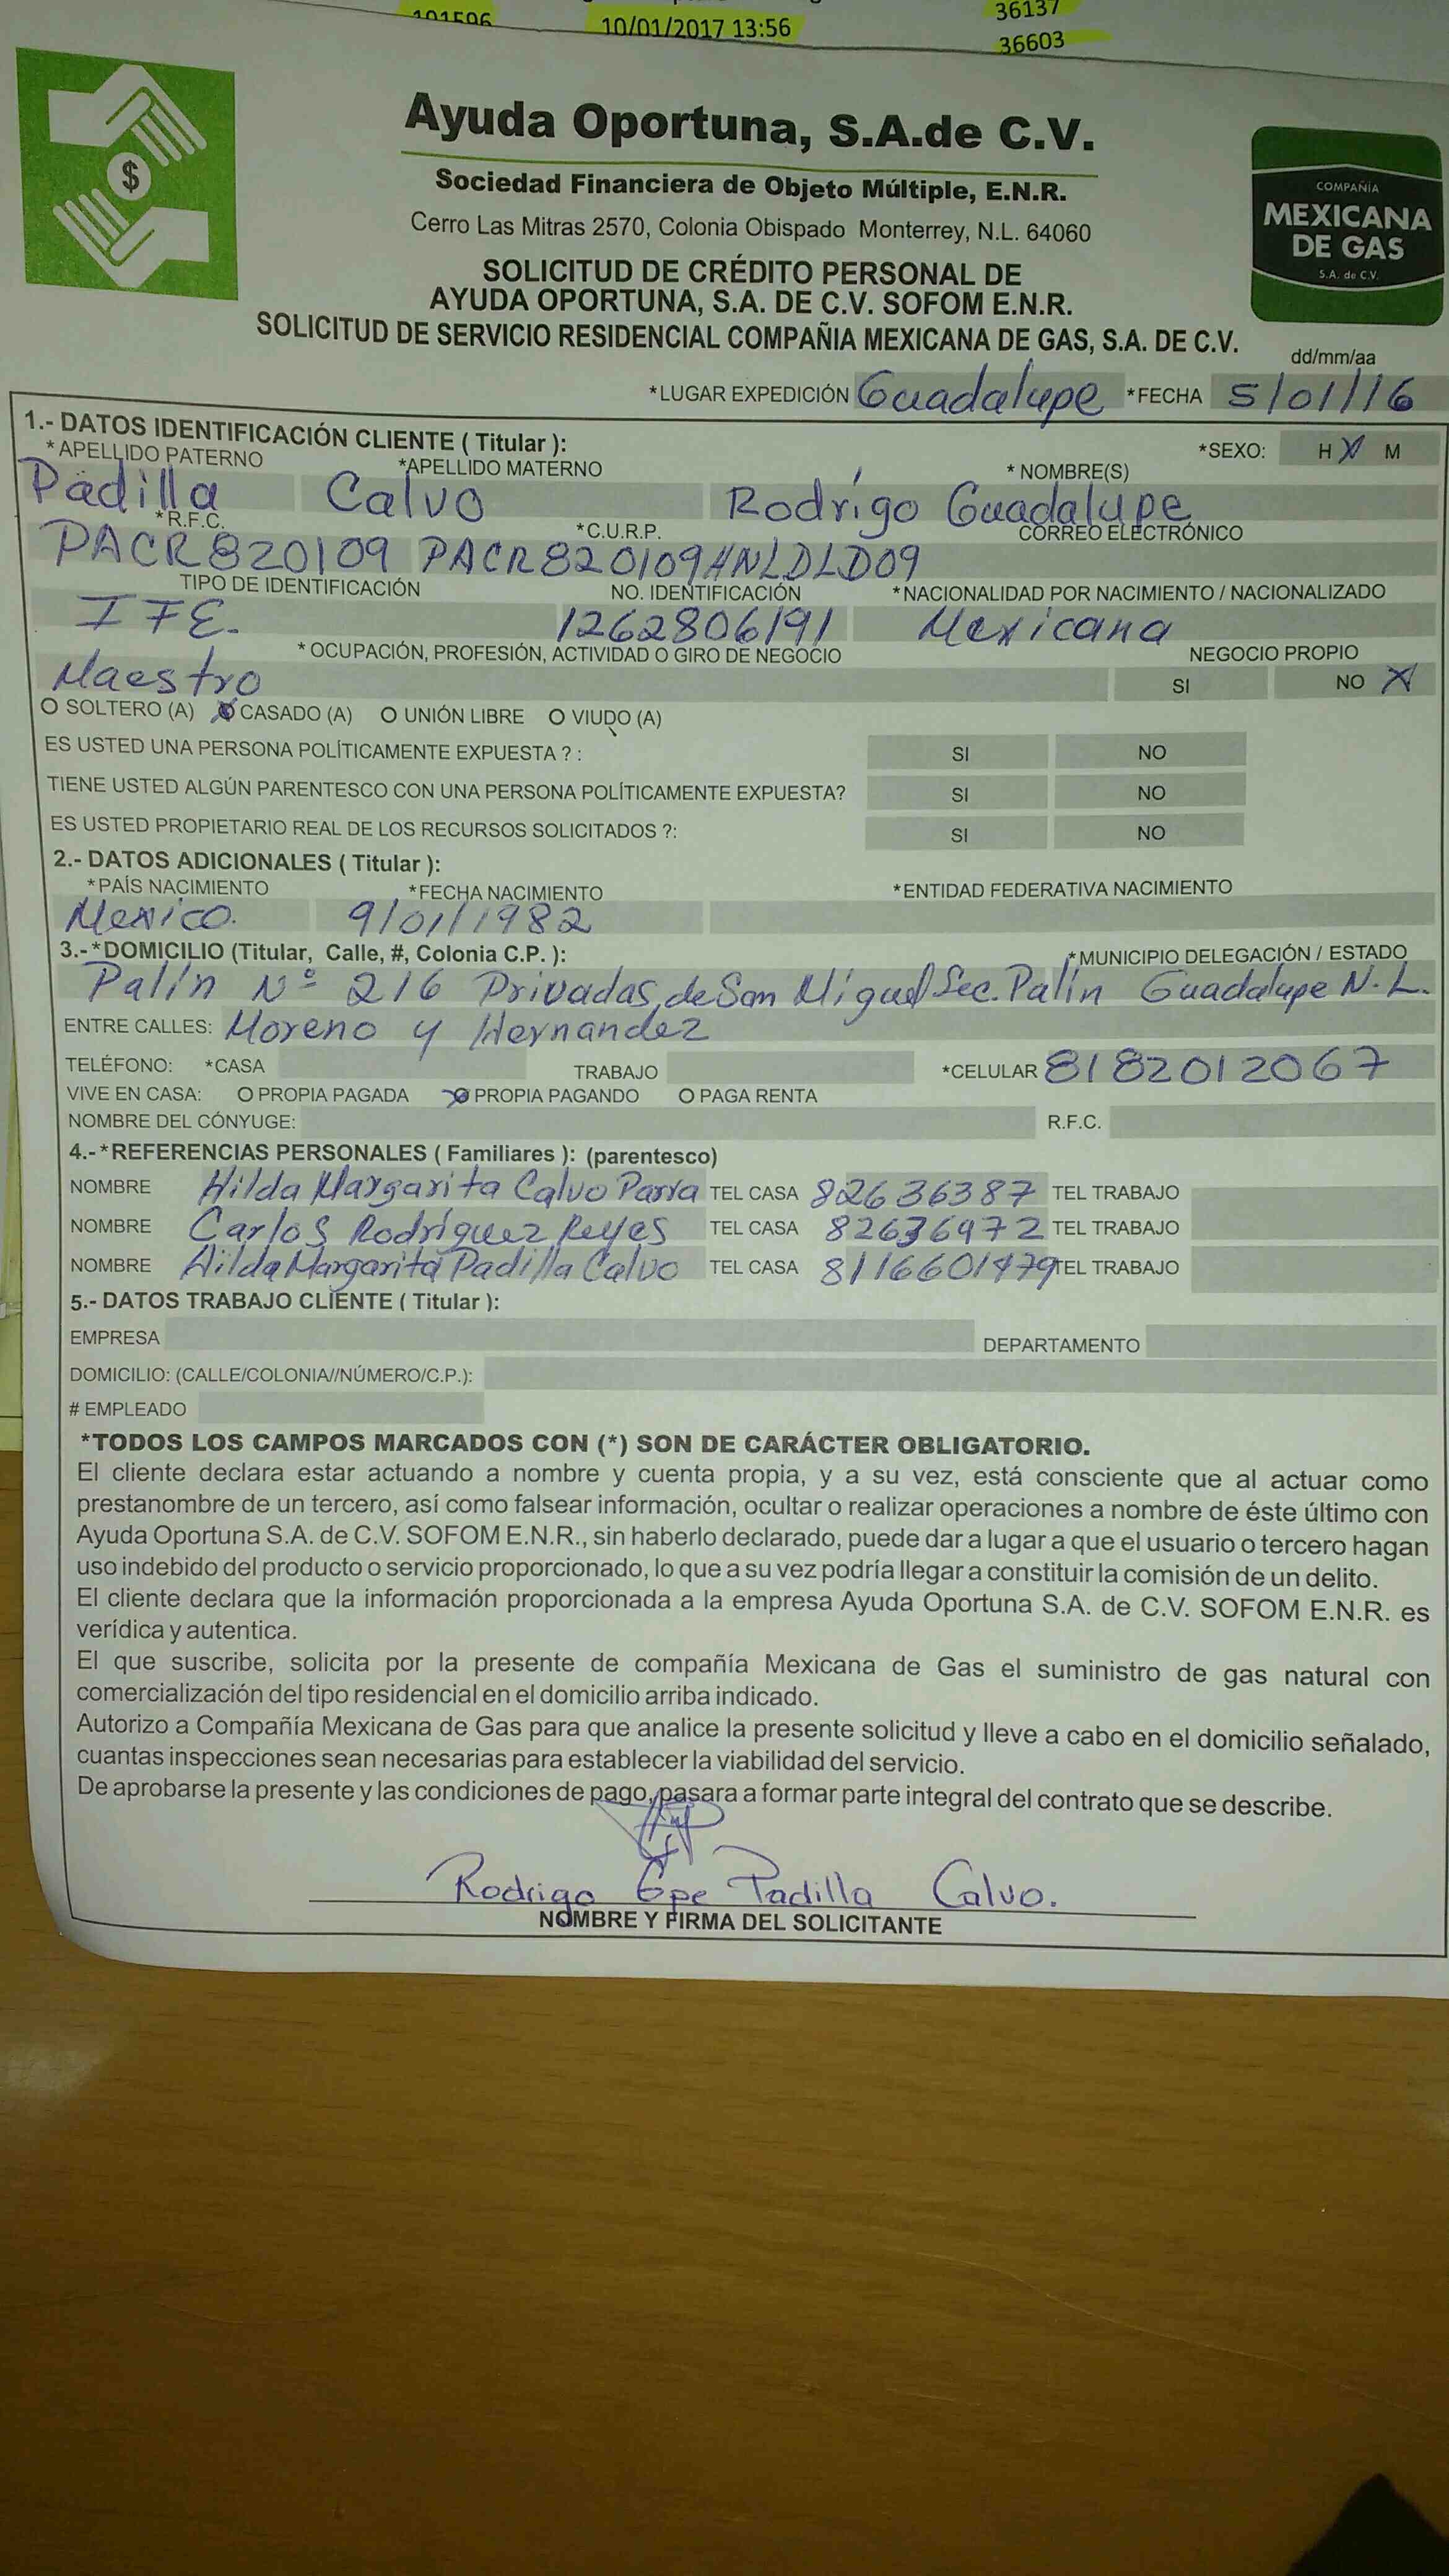 10/01/2017 13:56
36137
36603
Ayuda Oportuna, S.A.de C.V.
Sociedad Financiera de Objeto Múltiple, E.N.R.
Cerro Las Mitras 2570, Colonia Obispado Monterrey, N.L. 64060
$
COMPAÑÍA
MEXICANA
DE GAS
S.A. de C.V.
SOLICITUD DE CRÉDITO PERSONAL DE
AYUDA OPORTUNA, S.A. DE C.V. SOFOM E.N.R.
SOLICITUD DE SERVICIO RESIDENCIAL COMPAÑIA MEXICANA DE GAS, S.A. DE C.V.
dd/mm/aa
*LUGAR EXPEDICIÓN Guadalupe *FECHA 5/01/16
1.- DATOS IDENTIFICACIÓN CLIENTE ( Titular ):
*SEXO: H X M
*APELLIDO PATERNO *APELLIDO MATERNO * NOMBRE(S)
Padilla Calvo Rodrígo Guadalupe
*R.F.C. *C.U.R.P. CORREO ELECTRÓNICO
PACR820109 PACR820109HNLDLD09
TIPO DE IDENTIFICACIÓN NO. IDENTIFICACIÓN *NACIONALIDAD POR NACIMIENTO / NACIONALIZADO
IFE. 1262806191 Mexicana
* OCUPACIÓN, PROFESIÓN, ACTIVIDAD O GIRO DE NEGOCIO NEGOCIO PROPIO
Maestro SI NO X
O SOLTERO (A) O CASADO (A) O UNIÓN LIBRE O VIUDO (A)
ES USTED UNA PERSONA POLÍTICAMENTE EXPUESTA ? : SI NO
TIENE USTED ALGÚN PARENTESCO CON UNA PERSONA POLÍTICAMENTE EXPUESTA? SI NO
ES USTED PROPIETARIO REAL DE LOS RECURSOS SOLICITADOS ?: SI NO
2.- DATOS ADICIONALES ( Titular ):
*PAÍS NACIMIENTO *FECHA NACIMIENTO *ENTIDAD FEDERATIVA NACIMIENTO
Mexico. 9/01/1982
3.-*DOMICILIO (Titular, Calle, #, Colonia C.P. ): *MUNICIPIO DELEGACIÓN / ESTADO
Palín Nº 216 Privadas de San Miguel Sec. Palín Guadalupe N.L.
ENTRE CALLES: Moreno y Hernandez
TELÉFONO: *CASA TRABAJO *CELULAR 8182012067
VIVE EN CASA: O PROPIA PAGADA O PROPIA PAGANDO O PAGA RENTA
NOMBRE DEL CÓNYUGE: R.F.C.
4.-*REFERENCIAS PERSONALES ( Familiares ): (parentesco)
NOMBRE Hilda Margarita Calvo Parra TEL CASA 82636387 TEL TRABAJO
NOMBRE Carlos Rodríguez Reyes TEL CASA 82636972 TEL TRABAJO
NOMBRE Hilda Margarita Padilla Calvo TEL CASA 8116601479 TEL TRABAJO
5.- DATOS TRABAJO CLIENTE ( Titular ):
EMPRESA DEPARTAMENTO
DOMICILIO: (CALLE/COLONIA//NÚMERO/C.P.):
# EMPLEADO
*TODOS LOS CAMPOS MARCADOS CON (*) SON DE CARÁCTER OBLIGATORIO.
El cliente declara estar actuando a nombre y cuenta propia, y a su vez, está consciente que al actuar como
prestanombre de un tercero, así como falsear información, ocultar o realizar operaciones a nombre de éste último con
Ayuda Oportuna S.A. de C.V. SOFOM E.N.R., sin haberlo declarado, puede dar a lugar a que el usuario o tercero hagan
uso indebido del producto o servicio proporcionado, lo que a su vez podría llegar a constituir la comisión de un delito.
El cliente declara que la información proporcionada a la empresa Ayuda Oportuna S.A. de C.V. SOFOM E.N.R. es
verídica y autentica.
El que suscribe, solicita por la presente de compañía Mexicana de Gas el suministro de gas natural con
comercialización del tipo residencial en el domicilio arriba indicado.
Autorizo a Compañía Mexicana de Gas para que analice la presente solicitud y lleve a cabo en el domicilio señalado,
cuantas inspecciones sean necesarias para establecer la viabilidad del servicio.
De aprobarse la presente y las condiciones de pago, pasara a formar parte integral del contrato que se describe.
Rodrigo Gpe Padilla Calvo.
NOMBRE Y FIRMA DEL SOLICITANTE